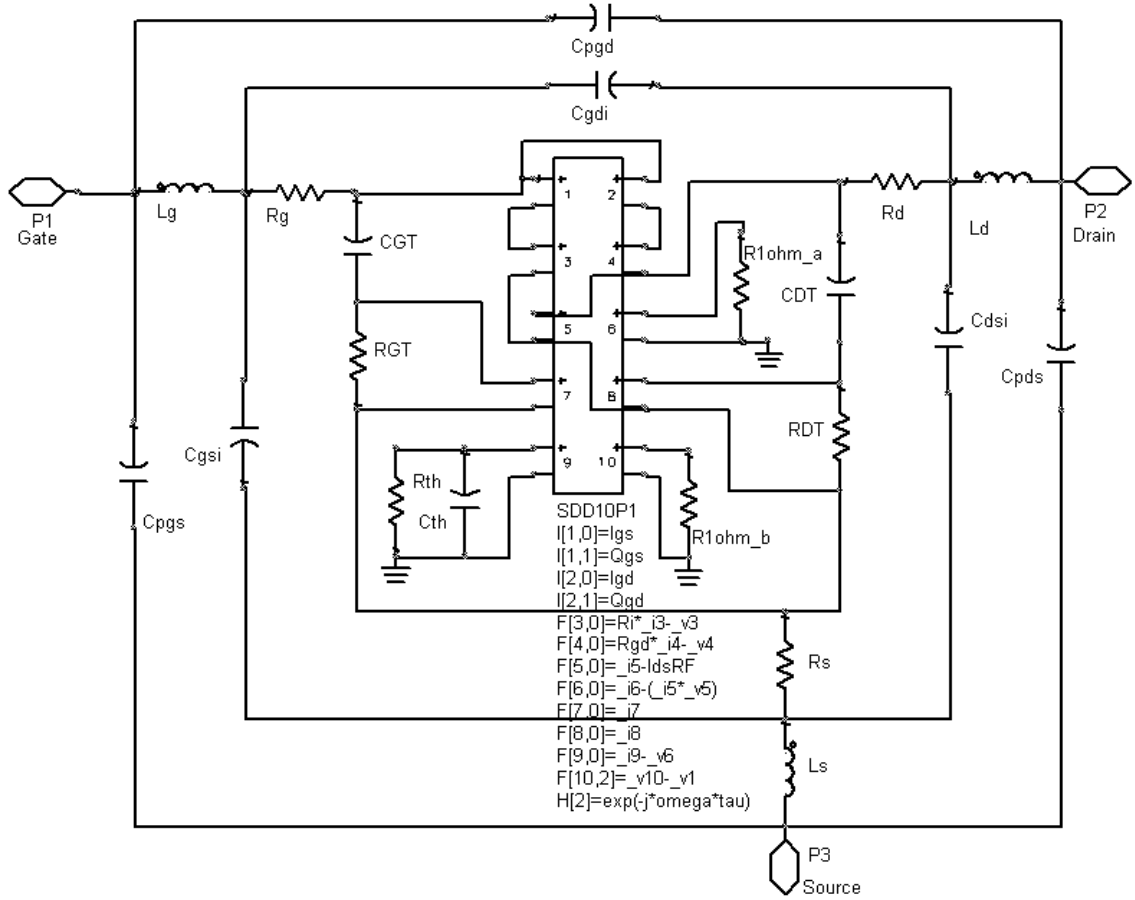 Cpgd
Cgdi
P1
Gate
Lg
Rg
1
2
Rd
Ld
P2
Drain
CGT
3
4
R1ohm_a
CDT
RGT
5
6
Cdsi
Cpds
7
8
RDT
Cgsi
Cpgs
Rth
Cth
9
10
R1ohm_b
SDD10P1
I[1,0]=Igs
I[1,1]=Qgs
I[2,0]=Igd
I[2,1]=Qgd
F[3,0]=Ri*_i3-_v3
F[4,0]=Rgd*_i4-_v4
F[5,0]=_i5-IdsRF
F[6,0]=_i6-(_i5*_v5)
F[7,0]=_i7
F[8,0]=_i8
F[9,0]=_i9-_v6
F[10,2]=_v10-_v1
H[2]=exp(-j*omega*tau)
Rs
Ls
P3
Source